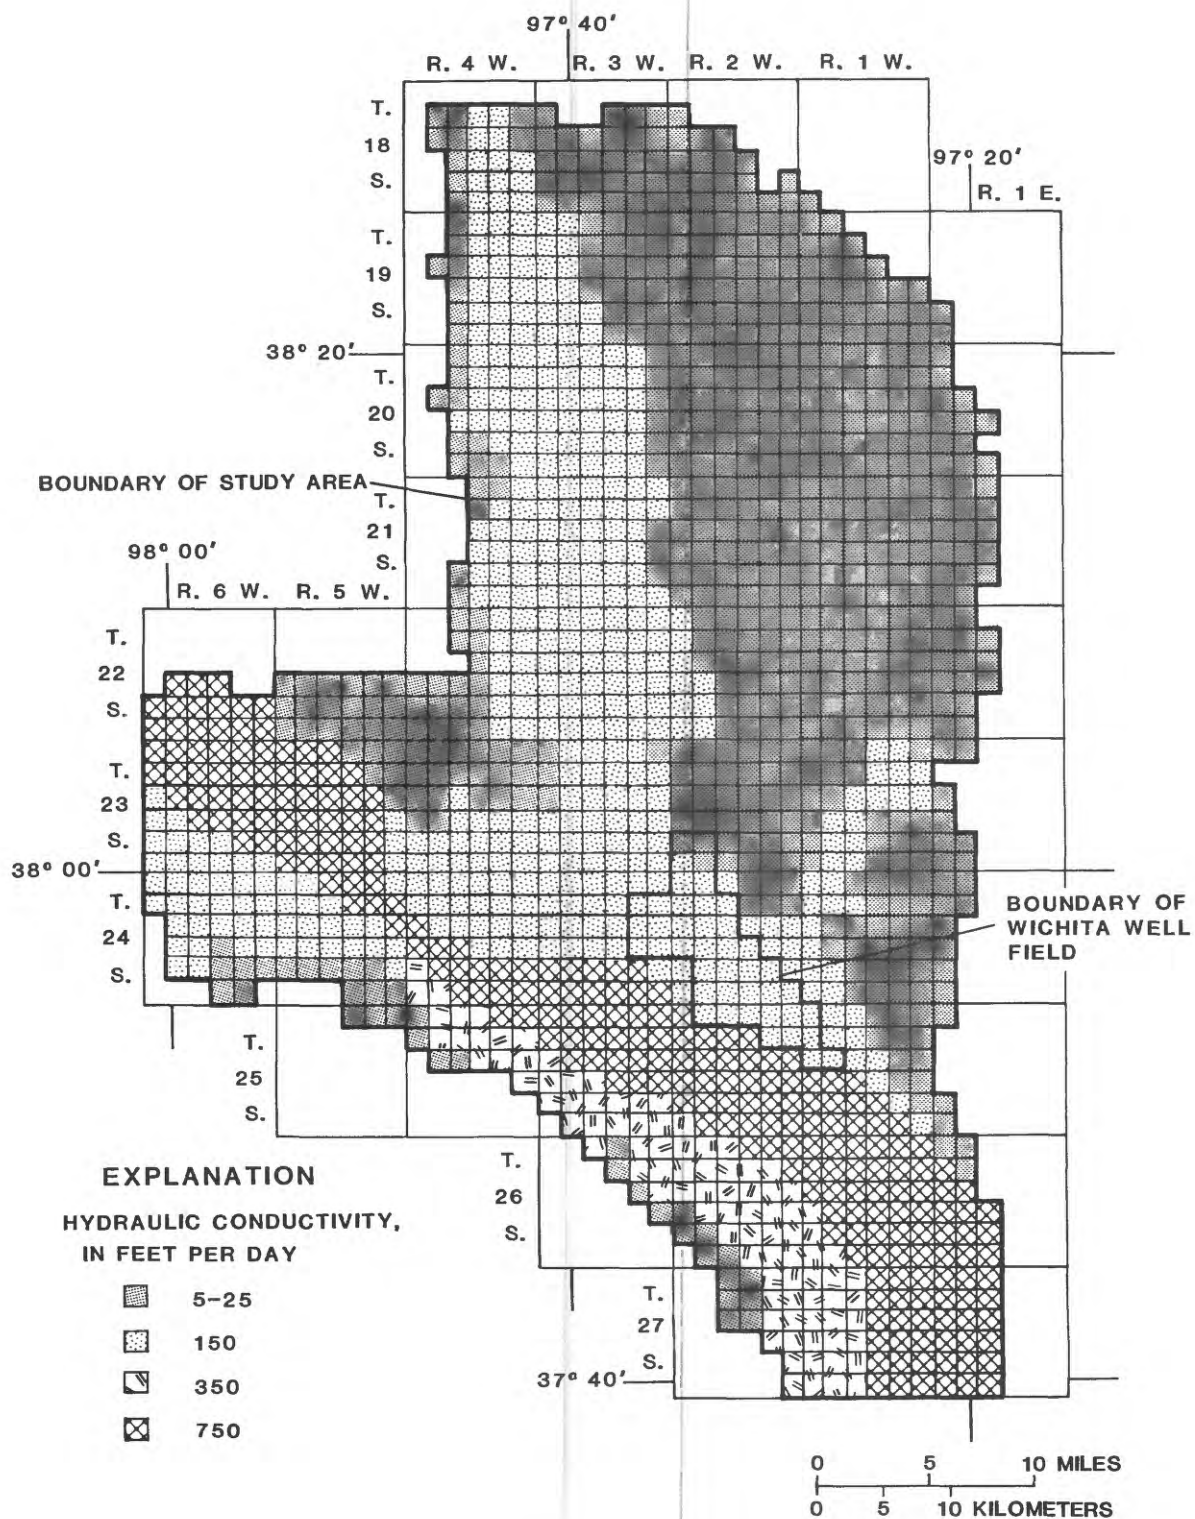 97° 40'
R. 4 W. R. 3 W. R. 2 W. R. 1 W.
T.
18
S.
97° 20'
R. 1 E.
T.
19
S.
38° 20'
T.
20
S.
BOUNDARY OF STUDY AREA
T.
21
S.
98° 00'
R. 6 W. R. 5 W.
T.
22
S.
T.
23
S.
38° 00'
T.
24
S.
BOUNDARY OF
WICHITA WELL
FIELD
T.
25
S.
T.
26
S.
T.
27
S.
37° 40'
EXPLANATION
HYDRAULIC CONDUCTIVITY,
IN FEET PER DAY
5-25
150
350
750
0 5 10 MILES
0 5 10 KILOMETERS